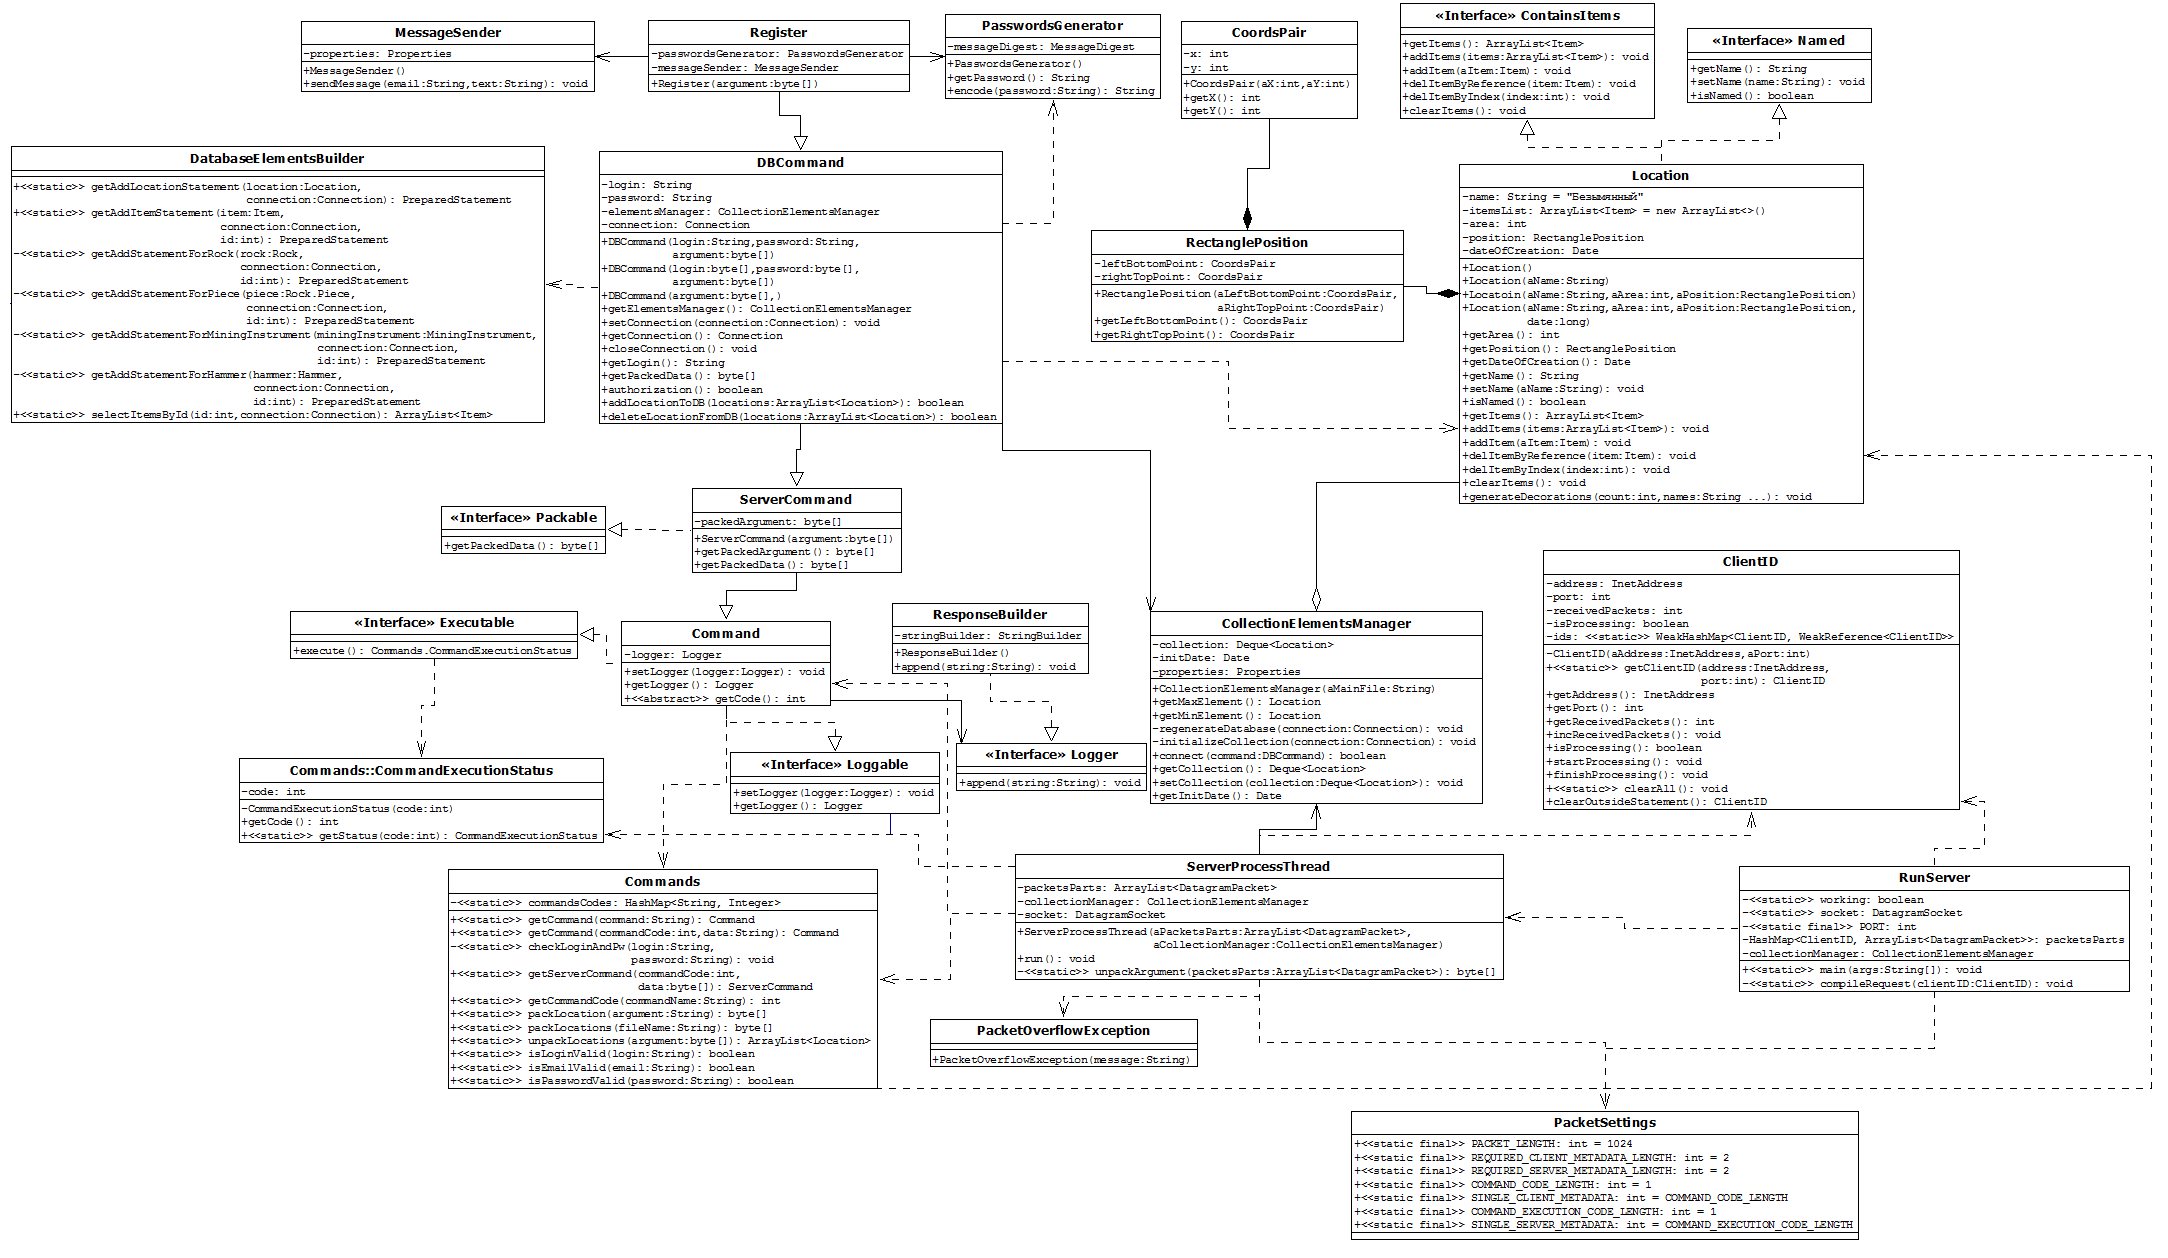 MessageSender
-properties: Properties
+MessageSender()
+sendMessage(email:String,text:String): void
Register
-passwordsGenerator: PasswordsGenerator
-messageSender: MessageSender
+Register(argument:byte[])
PasswordsGenerator
-messageDigest: MessageDigest
+PasswordsGenerator()
+getPassword(): String
+encode(password:String): String
CoordsPair
-x: int
-y: int
+CoordsPair(aX:int,aY:int)
+getX(): int
+getY(): int
«Interface» ContainsItems
+getItems(): ArrayList<Item>
+addItems(items:ArrayList<Item>): void
+addItem(aItem:Item): void
+delItemByReference(item:Item): void
+delItemByIndex(index:int): void
+clearItems(): void
«Interface» Named
+getName(): String
+setName(name:String): void
+isNamed(): boolean
DatabaseElementsBuilder
+<<static>> getAddLocationStatement(location:Location,
connection:Connection): PreparedStatement
+<<static>> getAddItemStatement(item:Item,
connection:Connection,
id:int): PreparedStatement
-<<static>> getAddStatementForRock(rock:Rock,
connection:Connection,
id:int): PreparedStatement
-<<static>> getAddStatementForPiece(piece:Rock.Piece,
connection:Connection,
id:int): PreparedStatement
-<<static>> getAddStatementForMiningInstrument(miningInstrument:MiningInstrument,
connection:Connection,
id:int): PreparedStatement
-<<static>> getAddStatementForHammer(hammer:Hammer,
connection:Connection,
id:int): PreparedStatement
+<<static>> selectItemsById(id:int,connection:Connection): ArrayList<Item>
DBCommand
-login: String
-password: String
-elementsManager: CollectionElementsManager
-connection: Connection
+DBCommand(login:String,password:String,
argument:byte[])
+DBCommand(login:byte[],password:byte[],
argument:byte[])
+DBCommand(argument:byte[],)
+getElementsManager(): CollectionElementsManager
+setConnection(connection:Connection): void
+getConnection(): Connection
+closeConnection(): void
+getLogin(): String
+getPackedData(): byte[]
+authorization(): boolean
+addLocationToDB(locations:ArrayList<Location>): boolean
+deleteLocationFromDB(locations:ArrayList<Location>): boolean
RectanglePosition
-leftBottomPoint: CoordsPair
-rightTopPoint: CoordsPair
+RectanglePosition(aLeftBottomPoint:CoordsPair,
aRightTopPoint:CoordsPair)
+getLeftBottomPoint(): CoordsPair
+getRightTopPoint(): CoordsPair
Location
-name: String = "Безымянный"
-itemsList: ArrayList<Item> = new ArrayList<>()
-area: int
-position: RectanglePosition
-dateOfCreation: Date
+Location()
+Location(aName:String)
+Locatoin(aName:String,aArea:int,aPosition:RectanglePosition)
+Location(aName:String,aArea:int,aPosition:RectanglePosition,
date:long)
+getArea(): int
+getPosition(): RectanglePosition
+getDateOfCreation(): Date
+getName(): String
+setName(aName:String): void
+isNamed(): boolean
+getItems(): ArrayList<Item>
+addItems(items:ArrayList<Item>): void
+addItem(aItem:Item): void
+delItemByReference(item:Item): void
+delItemByIndex(index:int): void
+clearItems(): void
+generateDecorations(count:int,names:String ...): void
ServerCommand
-packedArgument: byte[]
+ServerCommand(argument:byte[])
+getPackedArgument(): byte[]
+getPackedData(): byte[]
«Interface» Packable
+getPackedData(): byte[]
«Interface» Executable
+execute(): Commands.CommandExecutionStatus
Command
-logger: Logger
+setLogger(logger:Logger): void
+getLogger(): Logger
+<<abstract>> getCode(): int
ResponseBuilder
-stringBuilder: StringBuilder
+ResponseBuilder()
+append(string:String): void
CollectionElementsManager
-collection: Deque<Location>
-initDate: Date
-properties: Properties
+CollectionElementsManager(aMainFile:String)
+getMaxElement(): Location
+getMinElement(): Location
-regenerateDatabase(connection:Connection): void
-initializeCollection(connection:Connection): void
+connect(command:DBCommand): boolean
+getCollection(): Deque<Location>
+setCollection(collection:Deque<Location>): void
+getInitDate(): Date
ClientID
-address: InetAddress
-port: int
-receivedPackets: int
-isProcessing: boolean
-ids: <<static>> WeakHashMap<ClientID, WeakReference<ClientID>>
-ClientID(aAddress:InetAddress,aPort:int)
+<<static>> getClientID(address:InetAddress,
port:int): ClientID
+getAddress(): InetAddress
+getPort(): int
+getReceivedPackets(): int
+incReceivedPackets(): void
+isProcessing(): boolean
+startProcessing(): void
+finishProcessing(): void
+<<static>> clearAll(): void
+clearOutsideStatement(): ClientID
Commands::CommandExecutionStatus
-code: int
-CommandExecutionStatus(code:int)
+getCode(): int
+<<static>> getStatus(code:int): CommandExecutionStatus
«Interface» Loggable
+setLogger(logger:Logger): void
+getLogger(): Logger
«Interface» Logger
+append(string:String): void
Commands
-<<static>> commandsCodes: HashMap<String, Integer>
+<<static>> getCommand(command:String): Command
+<<static>> getCommand(commandCode:int,data:String): Command
-<<static>> checkLoginAndPw(login:String,
password:String): void
+<<static>> getServerCommand(commandCode:int,
data:byte[]): ServerCommand
+<<static>> getCommandCode(commandName:String): int
+<<static>> packLocation(argument:String): byte[]
+<<static>> packLocations(fileName:String): byte[]
+<<static>> unpackLocations(argument:byte[]): ArrayList<Location>
+<<static>> isLoginValid(login:String): boolean
+<<static>> isEmailValid(email:String): boolean
+<<static>> isPasswordValid(password:String): boolean
ServerProcessThread
-packetsParts: ArrayList<DatagramPacket>
-collectionManager: CollectionElementsManager
-socket: DatagramSocket
+ServerProcessThread(aPacketsParts:ArrayList<DatagramPacket>,
aCollectionManager:CollectionElementsManager)
+run(): void
-<<static>> unpackArgument(packetsParts:ArrayList<DatagramPacket>): byte[]
RunServer
-<<static>> working: boolean
-<<static>> socket: DatagramSocket
-<<static final>> PORT: int
-HashMap<ClientID, ArrayList<DatagramPacket>>: packetsParts
-collectionManager: CollectionElementsManager
+<<static>> main(args:String[]): void
-<<static>> compileRequest(clientID:ClientID): void
PacketOverflowException
+PacketOverflowException(message:String)
PacketSettings
+<<static final>> PACKET_LENGTH: int = 1024
+<<static final>> REQUIRED_CLIENT_METADATA_LENGTH: int = 2
+<<static final>> REQUIRED_SERVER_METADATA_LENGTH: int = 2
+<<static final>> COMMAND_CODE_LENGTH: int = 1
+<<static final>> SINGLE_CLIENT_METADATA: int = COMMAND_CODE_LENGTH
+<<static final>> COMMAND_EXECUTION_CODE_LENGTH: int = 1
+<<static final>> SINGLE_SERVER_METADATA: int = COMMAND_EXECUTION_CODE_LENGTH